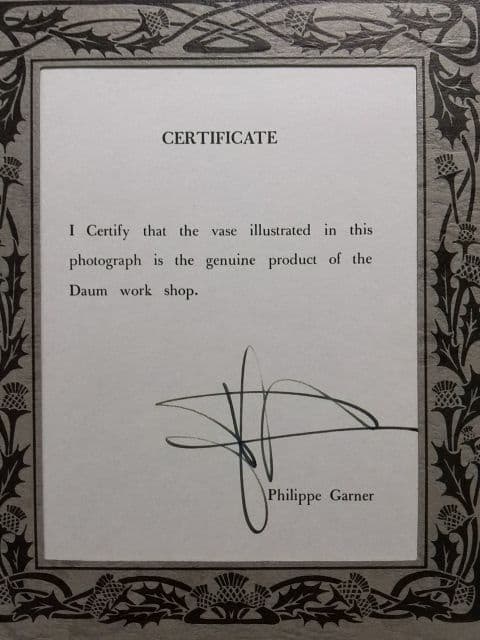 CERTIFICATE
I Certify that the vase illustrated in this
photograph is the genuine product of the
Daum work shop.
Philippe Garner